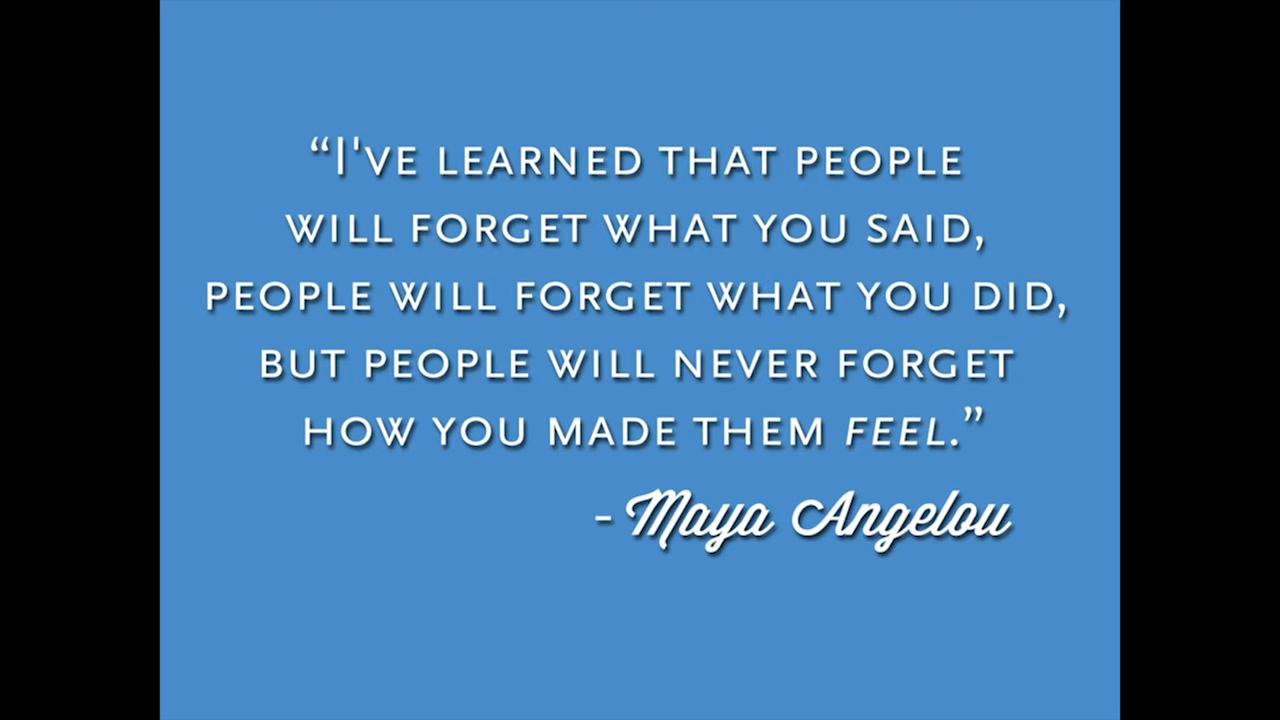 “I'VE LEARNED THAT PEOPLE
WILL FORGET WHAT YOU SAID,
PEOPLE WILL FORGET WHAT YOU DID,
BUT PEOPLE WILL NEVER FORGET
HOW YOU MADE THEM FEEL.”
- Maya Angelou